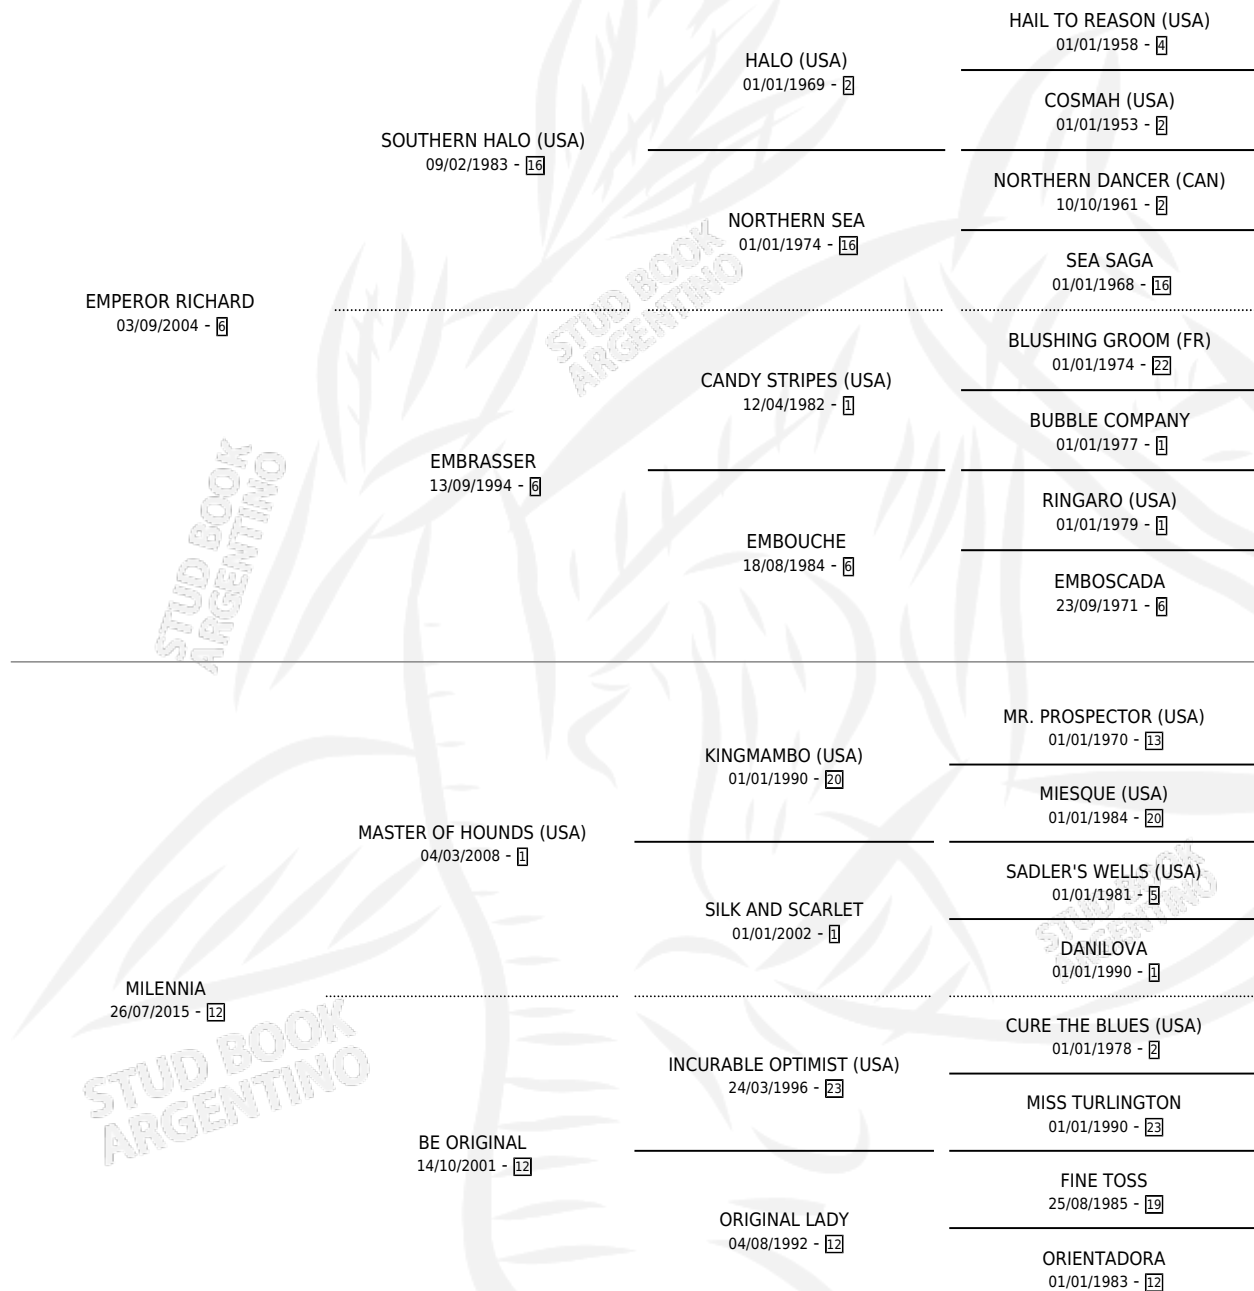 HAIL TO REASON (USA)
01/01/1958 - 4
HALO (USA)
01/01/1969 - 2
COSMAH (USA)
01/01/1953 - 2
SOUTHERN HALO (USA)
09/02/1983 - 16
NORTHERN DANCER (CAN)
10/10/1961 - 2
NORTHERN SEA
01/01/1974 - 16
SEA SAGA
01/01/1968 - 16
EMPEROR RICHARD
03/09/2004 - 6
BLUSHING GROOM (FR)
01/01/1974 - 22
CANDY STRIPES (USA)
12/04/1982 - 1
BUBBLE COMPANY
01/01/1977 - 1
EMBRASSER
13/09/1994 - 6
RINGARO (USA)
01/01/1979 - 1
EMBOUCHE
18/08/1984 - 6
EMBOSCADA
23/09/1971 - 6
STUD BOOK
ARGENTINO
STUD BOOK
ARGENTINO
MR. PROSPECTOR (USA)
01/01/1970 - 13
KINGMAMBO (USA)
01/01/1990 - 20
MIESQUE (USA)
01/01/1984 - 20
MASTER OF HOUNDS (USA)
04/03/2008 - 1
SADLER'S WELLS (USA)
01/01/1981 - 5
SILK AND SCARLET
01/01/2002 - 1
DANILOVA
01/01/1990 - 1
STUD BOOK
ARGENTINO
MILENNIA
26/07/2015 - 12
CURE THE BLUES (USA)
01/01/1978 - 2
INCURABLE OPTIMIST (USA)
24/03/1996 - 23
MISS TURLINGTON
01/01/1990 - 23
BE ORIGINAL
14/10/2001 - 12
FINE TOSS
25/08/1985 - 19
ORIGINAL LADY
04/08/1992 - 12
ORIENTADORA
01/01/1983 - 12
STUD BOOK
ARGENTINO